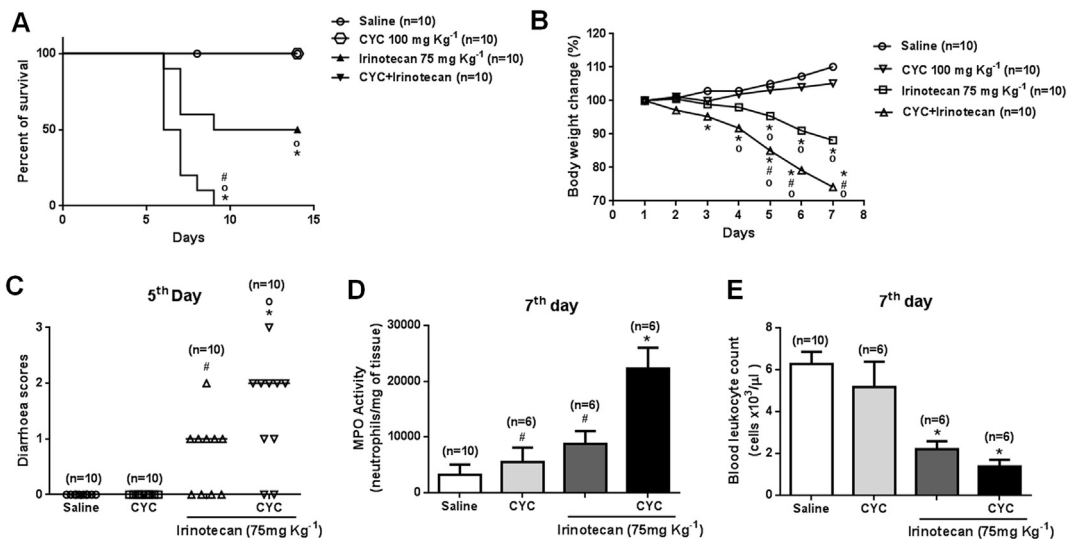 A
Saline (n=10)
CYC 100 mg Kg-1 (n=10)
Irinotecan 75 mg Kg-1 (n=10)
CYC+Irinotecan (n=10)
Percent of survival
100
50
0
0 5 10 15
Days
#
o
*
o
*
B
Saline (n=10)
CYC 100 mg Kg-1 (n=10)
Irinotecan 75 mg Kg-1 (n=10)
CYC+Irinotecan (n=10)
Body weight change (%)
120
110
100
90
80
70
0 1 2 3 4 5 6 7 8
Days
*
*
o
*
o
*
#
o
*
o
*
#
o
*
o
*
#
o
C
5th Day
Diarrhoea scores
3
2
1
0
(n=10)
(n=10)
(n=10)
#
(n=10)
o
*
Saline CYC CYC
Irinotecan (75mg Kg-1)
D
7th day
MPO Activity
(neutrophils/mg of tissue)
30000
20000
10000
0
(n=10)
(n=6)
#
(n=6)
#
(n=6)
*
Saline CYC CYC
Irinotecan (75mg Kg-1)
E
7th day
Blood leukocyte count
(cells x10³/µl )
8
6
4
2
0
(n=10)
(n=6)
(n=6)
*
(n=6)
*
Saline CYC CYC
Irinotecan (75mg Kg-1)